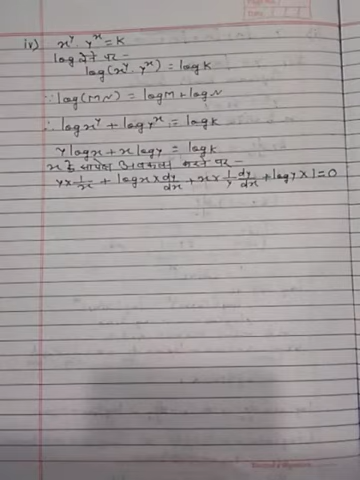 iv) x^y · y^x = K
log लेने पर –
log(x^y · y^x) = log K
∵ log(MN) = log M + log N
∴ log x^y + log y^x = log K
y log x + x log y = log K
x के सापेक्ष अवकलन करने पर –
y × 1/x + log x × dy/dx + x × 1/y dy/dx + log y × 1 = 0